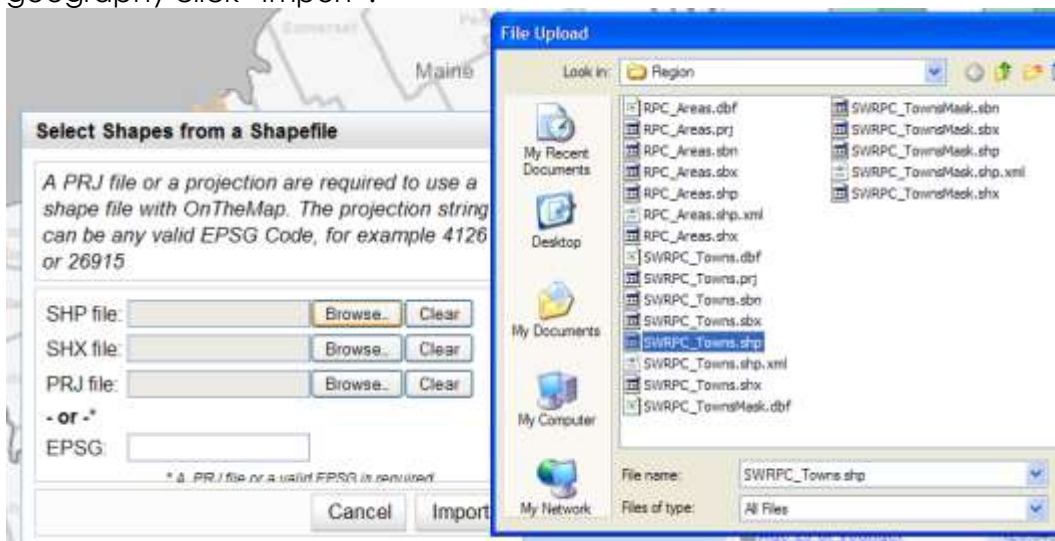 geography click "Import".
Somerset
Maine
Select Shapes from a Shapefile
A PRJ file or a projection are required to use a
shape file with OnTheMap. The projection string
can be any valid EPSG Code, for example 4126
or 26915
SHP file: Browse.. Clear
SHX file: Browse.. Clear
PRJ file: Browse.. Clear
- or -*
EPSG:
* A PRJ file or a valid EPSG is required
Cancel Import
File Upload
Look in: Region
My Recent
Documents
Desktop
My Documents
My Computer
My Network
RPC_Areas.dbf
RPC_Areas.prj
RPC_Areas.sbn
RPC_Areas.sbx
RPC_Areas.shp
RPC_Areas.shp.xml
RPC_Areas.shx
SWRPC_Towns.dbf
SWRPC_Towns.prj
SWRPC_Towns.sbn
SWRPC_Towns.sbx
SWRPC_Towns.shp
SWRPC_Towns.shp.xml
SWRPC_Towns.shx
SWRPC_TownsMask.dbf
SWRPC_TownsMask.sbn
SWRPC_TownsMask.sbx
SWRPC_TownsMask.shp
SWRPC_TownsMask.shp.xml
SWRPC_TownsMask.shx
File name: SWRPC_Towns.shp
Files of type: All Files
Age 29 or younger